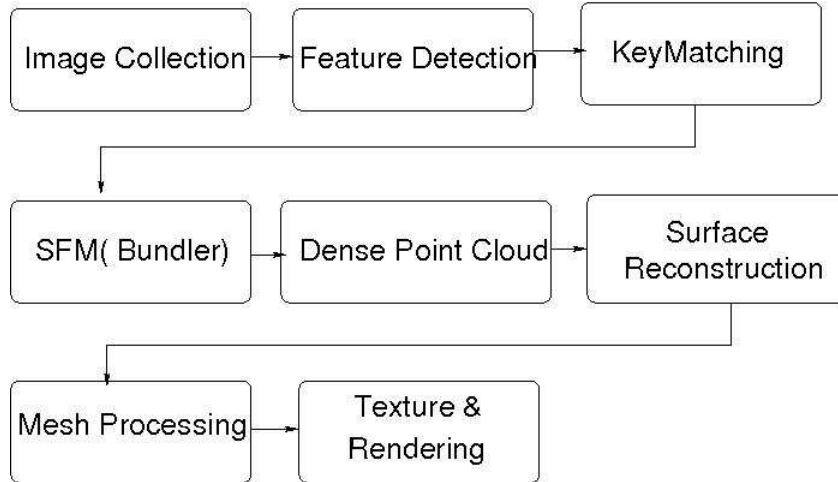 Image Collection
Feature Detection
KeyMatching
SFM( Bundler)
Dense Point Cloud
Surface
Reconstruction
Mesh Processing
Texture &
Rendering